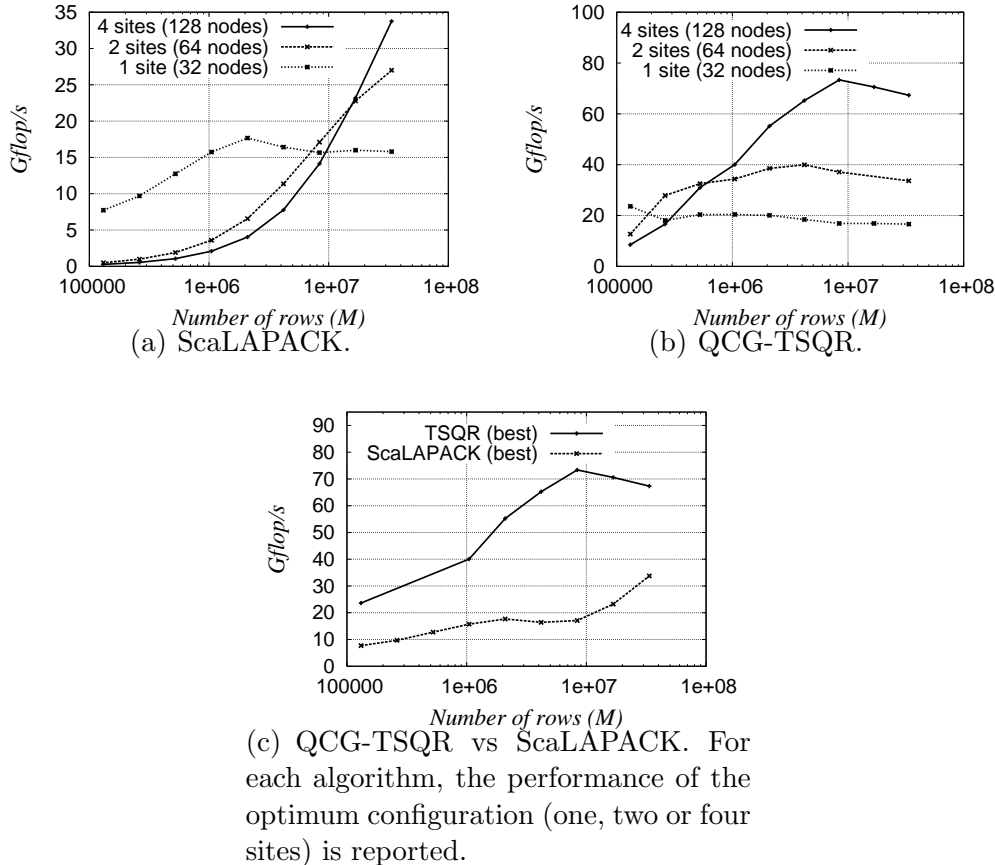 35
30
25
20
15
10
5
0
Gflop/s
4 sites (128 nodes)
2 sites (64 nodes)
1 site (32 nodes)
100000 1e+06 1e+07 1e+08
Number of rows (M)
(a) ScaLAPACK.
100
80
60
40
20
0
Gflop/s
4 sites (128 nodes)
2 sites (64 nodes)
1 site (32 nodes)
100000 1e+06 1e+07 1e+08
Number of rows (M)
(b) QCG-TSQR.
90
80
70
60
50
40
30
20
10
0
Gflop/s
TSQR (best)
ScaLAPACK (best)
100000 1e+06 1e+07 1e+08
Number of rows (M)
(c) QCG-TSQR vs ScaLAPACK. For
each algorithm, the performance of the
optimum configuration (one, two or four
sites) is reported.